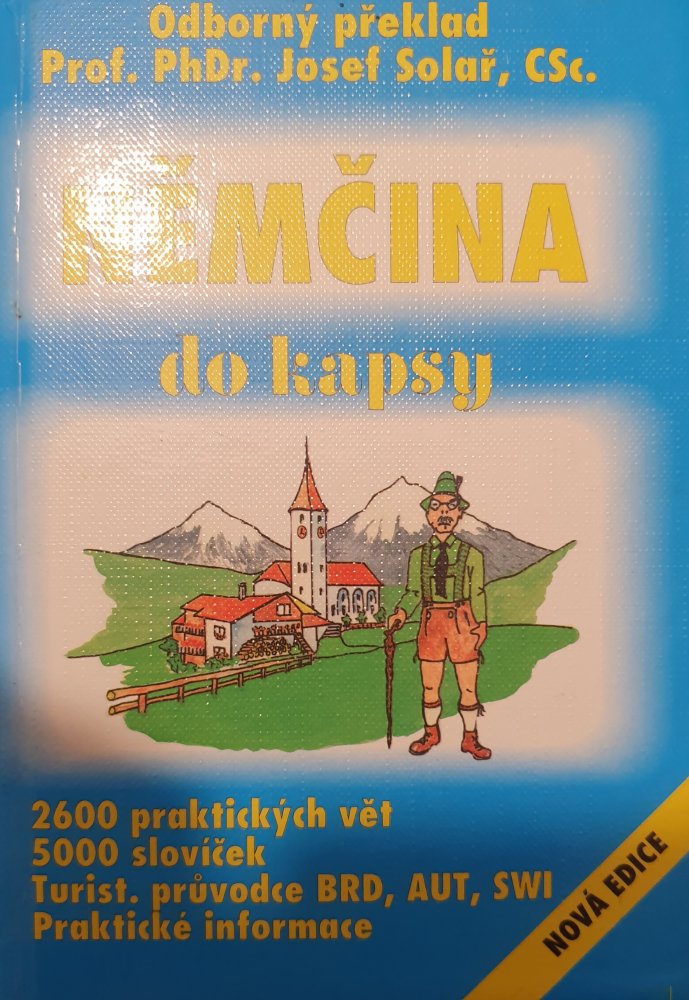 Odborný překlad
Prof. PhDr. Josef Solař, CSc.
NĚMČINA
do kapsy
2600 praktických vět
5000 slovíček
Turist. průvodce BRD, AUT, SWI
Praktické informace
NOVÁ EDICE